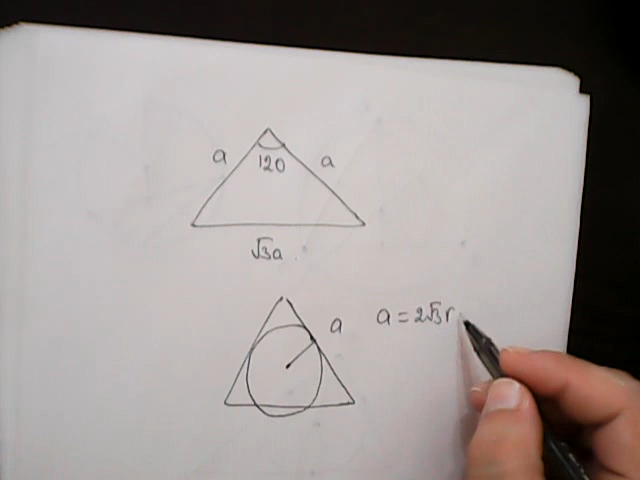 a 120 a
√3a .
a a = 2√3r